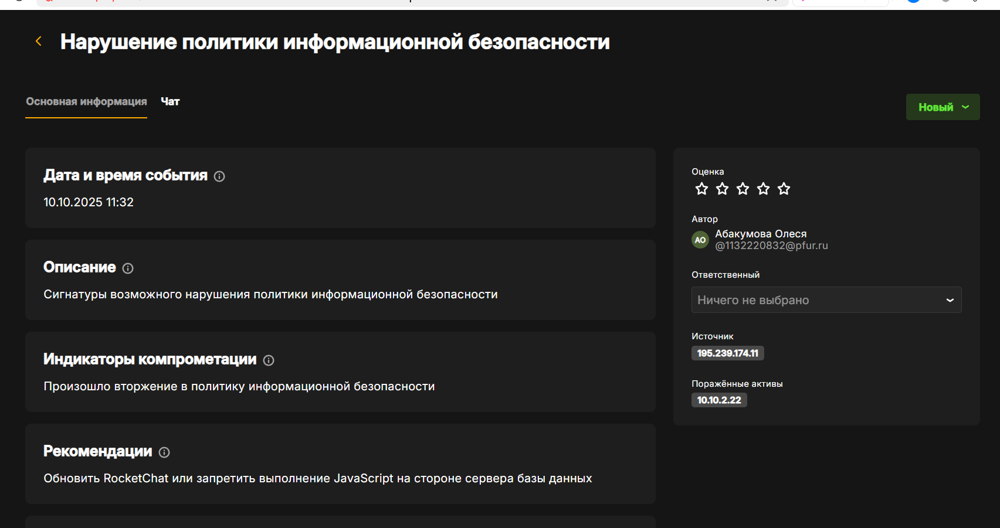 Нарушение политики информационной безопасности
Основная информация
Чат
Новый
Дата и время события
10.10.2025 11:32
Описание
Сигнатуры возможного нарушения политики информационной безопасности
Индикаторы компрометации
Произошло вторжение в политику информационной безопасности
Рекомендации
Обновить RocketChat или запретить выполнение JavaScript на стороне сервера базы данных
Оценка
Автор
АО
Абакумова Олеся
@1132220832@pfur.ru
Ответственный
Ничего не выбрано
Источник
195.239.174.11
Поражённые активы
10.10.2.22